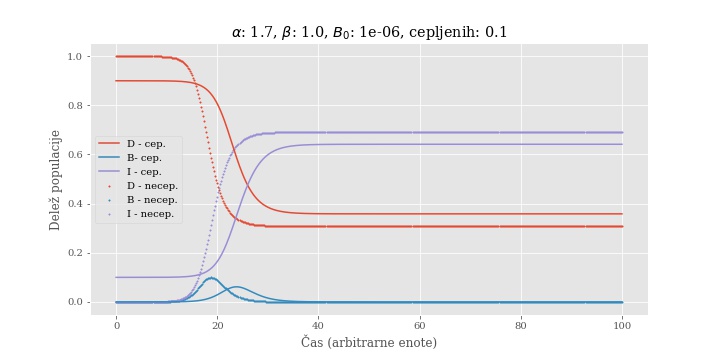 α: 1.7, β: 1.0, B₀: 1e-06, cepljenih: 0.1
Delež populacije
1.0
0.8
0.6
0.4
0.2
0.0
D - cep.
B- cep.
I - cep.
D - necep.
B - necep.
I - necep.
0 20 40 60 80 100
Čas (arbitrarne enote)